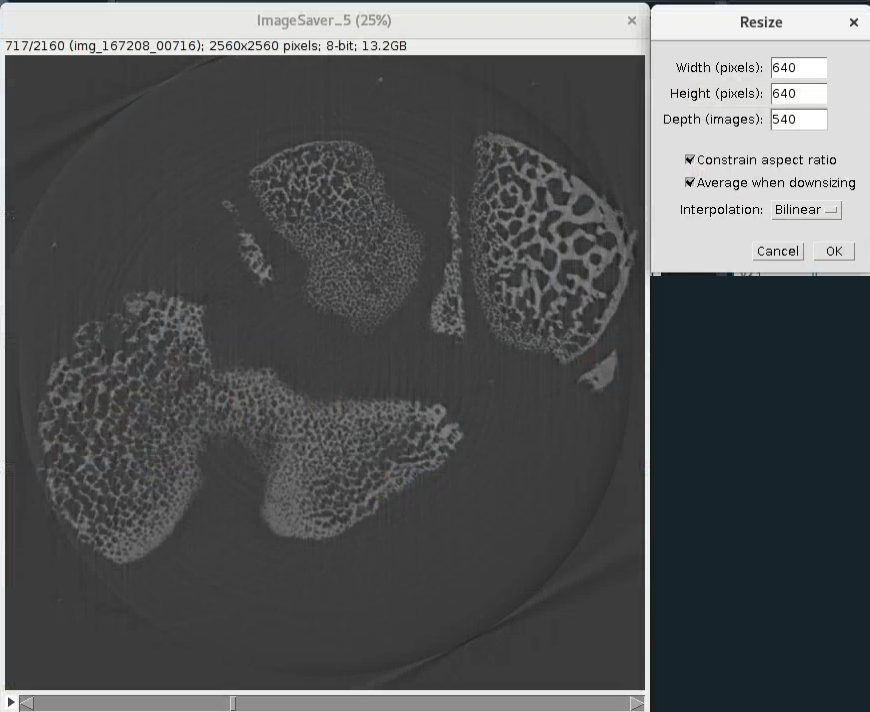 ImageSaver_5 (25%)
717/2160 (img_167208_00716); 2560x2560 pixels; 8-bit; 13.2GB
Resize
Width (pixels): 640
Height (pixels): 640
Depth (images): 540
Constrain aspect ratio
Average when downsizing
Interpolation: Bilinear
Cancel OK